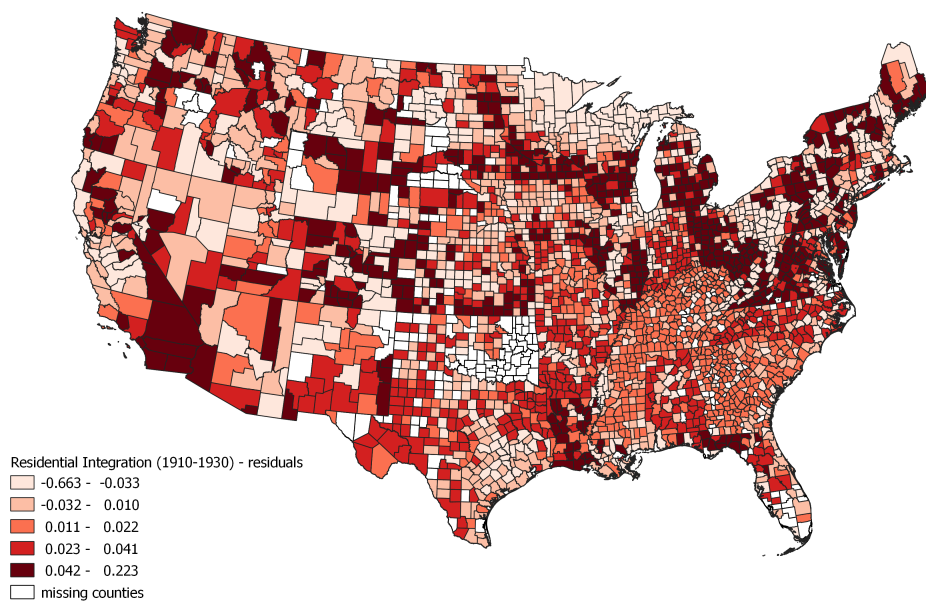 Residential Integration (1910-1930) - residuals
-0.663 - -0.033
-0.032 - 0.010
0.011 - 0.022
0.023 - 0.041
0.042 - 0.223
missing counties